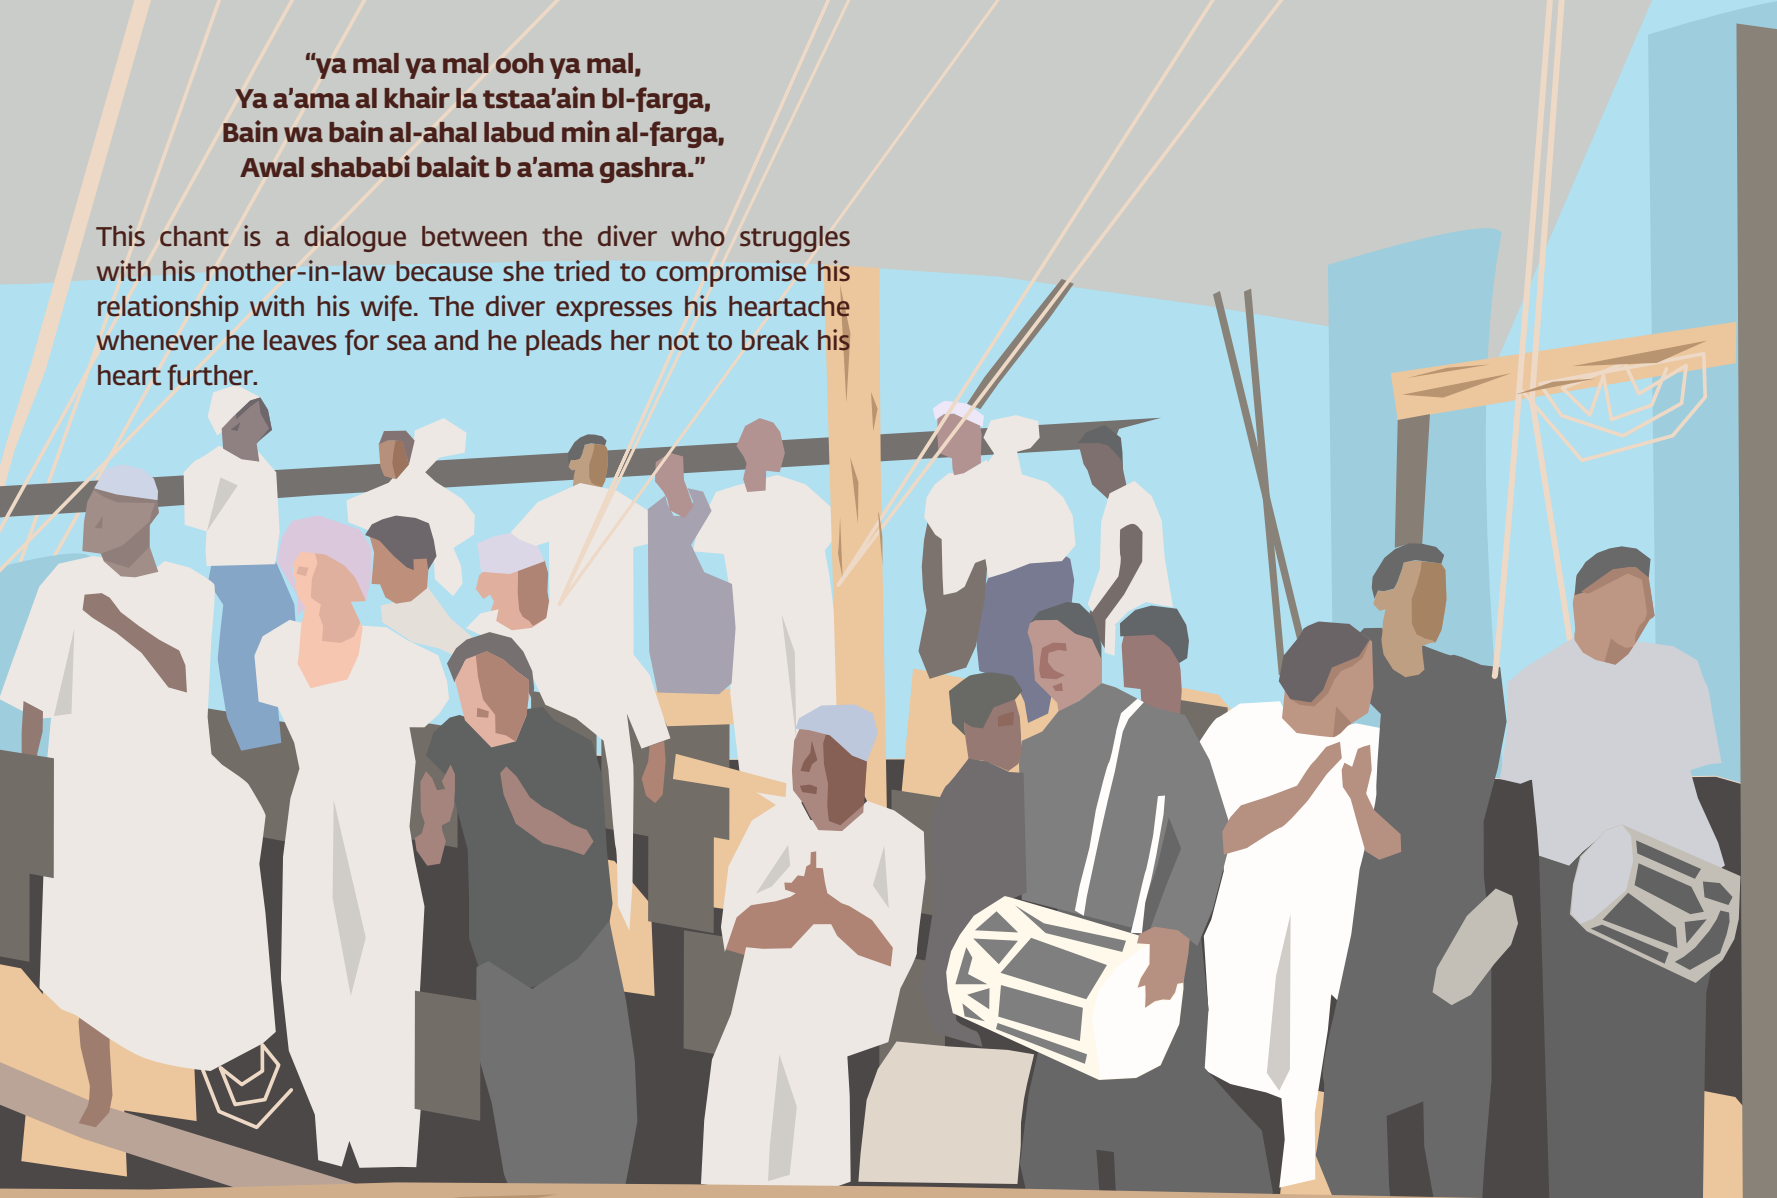 “ya mal ya mal ooh ya mal,
Ya a’ama al khair la tstaa’ain bl-farga,
Bain wa bain al-ahal labud min al-farga,
Awal shababi balait b a’ama gashra.”
This chant is a dialogue between the diver who struggles
with his mother-in-law because she tried to compromise his
relationship with his wife. The diver expresses his heartache
whenever he leaves for sea and he pleads her not to break his
heart further.